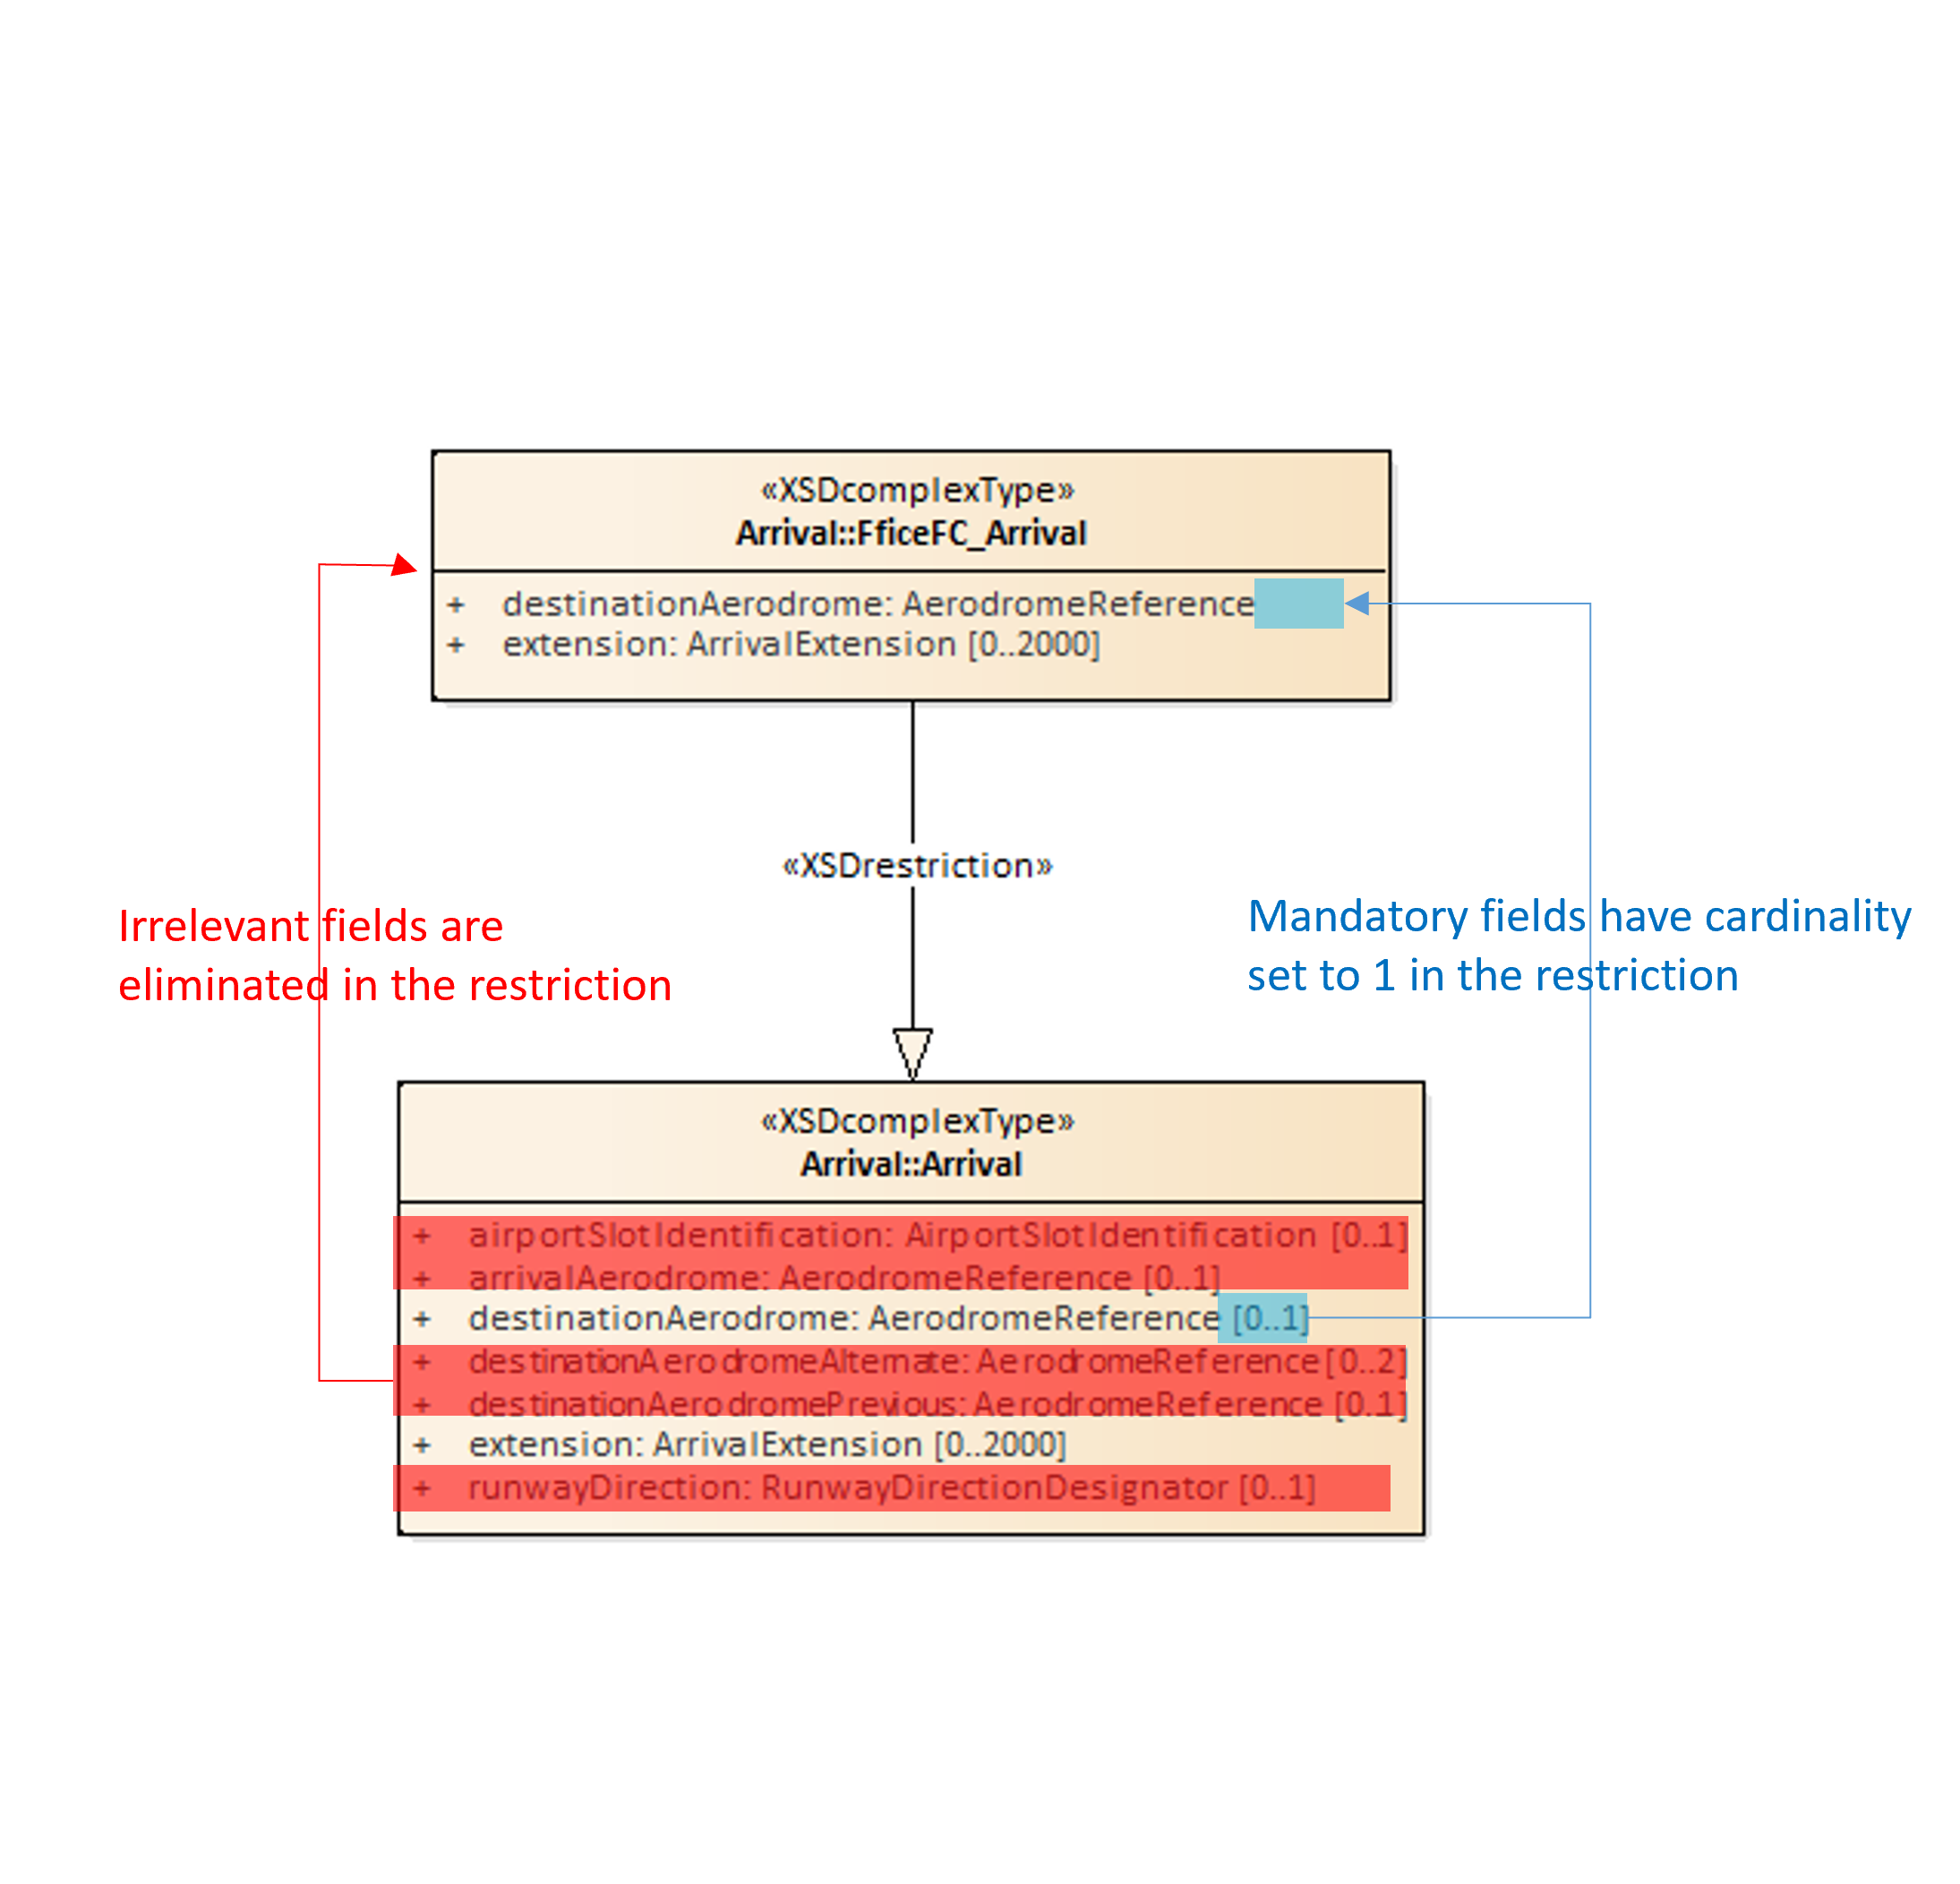 «XSDcomplexType»
Arrival::FficeFC_Arrival
+ destinationAerodrome: AerodromeReference
+ extension: ArrivalExtension [0..2000]
«XSDrestriction»
Irrelevant fields are
eliminated in the restriction
Mandatory fields have cardinality
set to 1 in the restriction
«XSDcomplexType»
Arrival::Arrival
+ airportSlotIdentification: AirportSlotIdentification [0..1]
+ arrivalAerodrome: AerodromeReference [0..1]
+ destinationAerodrome: AerodromeReference [0..1]
+ destinationAerodromeAlternate: AerodromeReference [0..2]
+ destinationAerodromePrevious: AerodromeReference [0..1]
+ extension: ArrivalExtension [0..2000]
+ runwayDirection: RunwayDirectionDesignator [0..1]